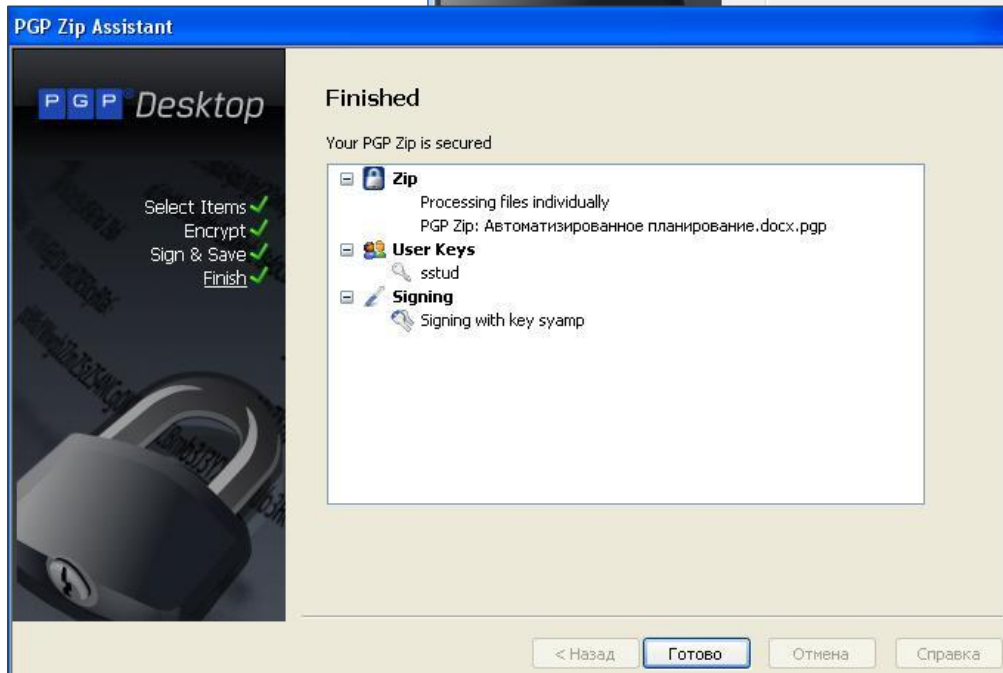 PGP Zip Assistant
PGP Desktop
Select Items
Encrypt
Sign & Save
Finish
Finished
Your PGP Zip is secured
Zip
Processing files individually
PGP Zip: Автоматизированное планирование.docx.pgp
User Keys
sstud
Signing
Signing with key syamp
< Назад
Готово
Отмена
Справка